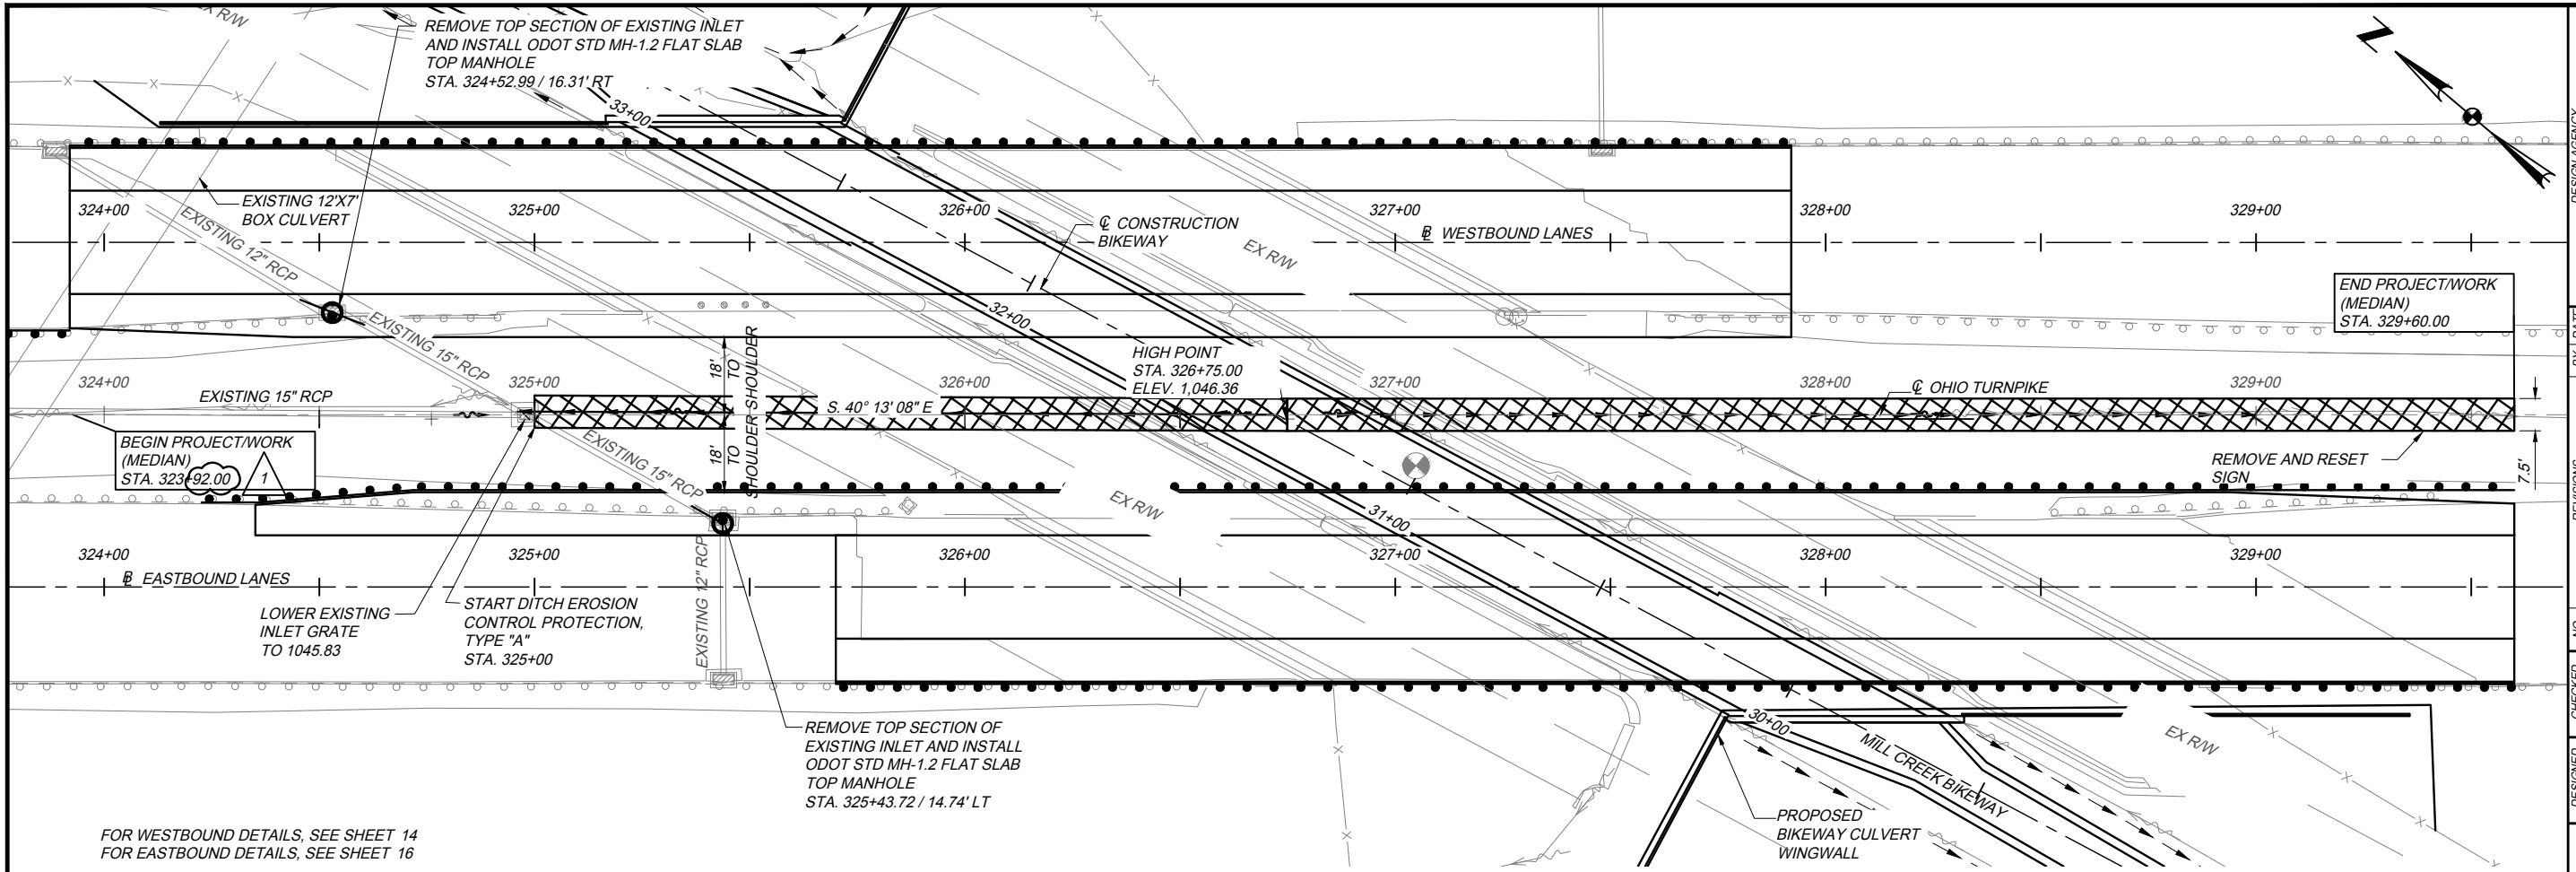 EX R/W
REMOVE TOP SECTION OF EXISTING INLET
AND INSTALL ODOT STD MH-1.2 FLAT SLAB
TOP MANHOLE
STA. 324+52.99 / 16.31' RT
33+00
N
EXISTING 12'X7'
BOX CULVERT
324+00
325+00
326+00
327+00
328+00
329+00
EXISTING 12" RCP
℄ CONSTRUCTION
BIKEWAY
EX R/W
B WESTBOUND LANES
END PROJECT/WORK
(MEDIAN)
STA. 329+60.00
EXISTING 15" RCP
32+00
18'
TO
SHOULDER
HIGH POINT
STA. 326+75.00
ELEV. 1,046.36
324+00
325+00
326+00
327+00
328+00
329+00
EXISTING 15" RCP
S. 40° 13' 08" E
℄ OHIO TURNPIKE
BEGIN PROJECT/WORK
(MEDIAN)
STA. 323+92.00
1
EXISTING 15" RCP
18'
TO
SHOULDER
EX R/W
31+00
REMOVE AND RESET
SIGN
7.5'
324+00
325+00
326+00
327+00
328+00
329+00
B EASTBOUND LANES
LOWER EXISTING
INLET GRATE
TO 1045.83
START DITCH EROSION
CONTROL PROTECTION,
TYPE "A"
STA. 325+00
EXISTING 12" RCP
REMOVE TOP SECTION OF
EXISTING INLET AND INSTALL
ODOT STD MH-1.2 FLAT SLAB
TOP MANHOLE
STA. 325+43.72 / 14.74' LT
30+00
MILL CREEK BIKEWAY
EX R/W
PROPOSED
BIKEWAY CULVERT
WINGWALL
FOR WESTBOUND DETAILS, SEE SHEET 14
FOR EASTBOUND DETAILS, SEE SHEET 16
DESIGN AGENCY
BY
DATE
REVISIONS
NO.
CHECKED
DESIGNED